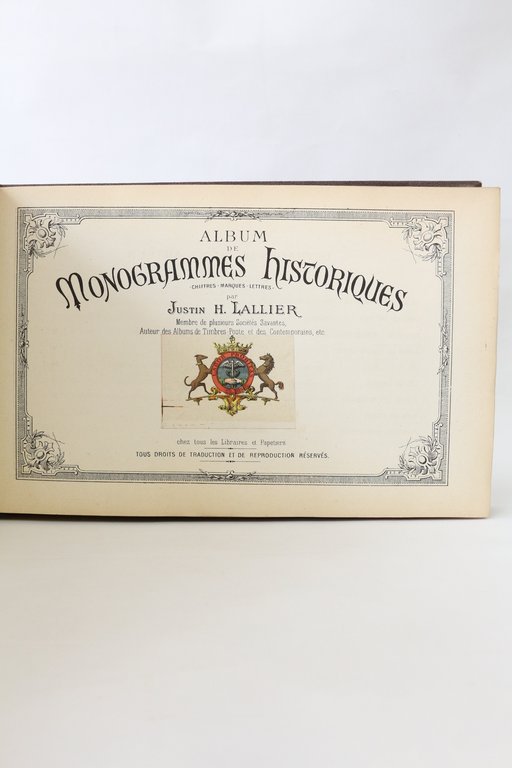 ALBUM
DE
MONOGRAMMES HISTORIQUES
CHIFFRES - MARQUES - LETTRES
par
JUSTIN H. LALLIER
Membre de plusieurs Sociétés Savantes,
Auteur des Albums de Timbres-Poste et des Contemporains, etc.
chez tous les Libraires et Papetiers
TOUS DROITS DE TRADUCTION ET DE REPRODUCTION RÉSERVÉS.